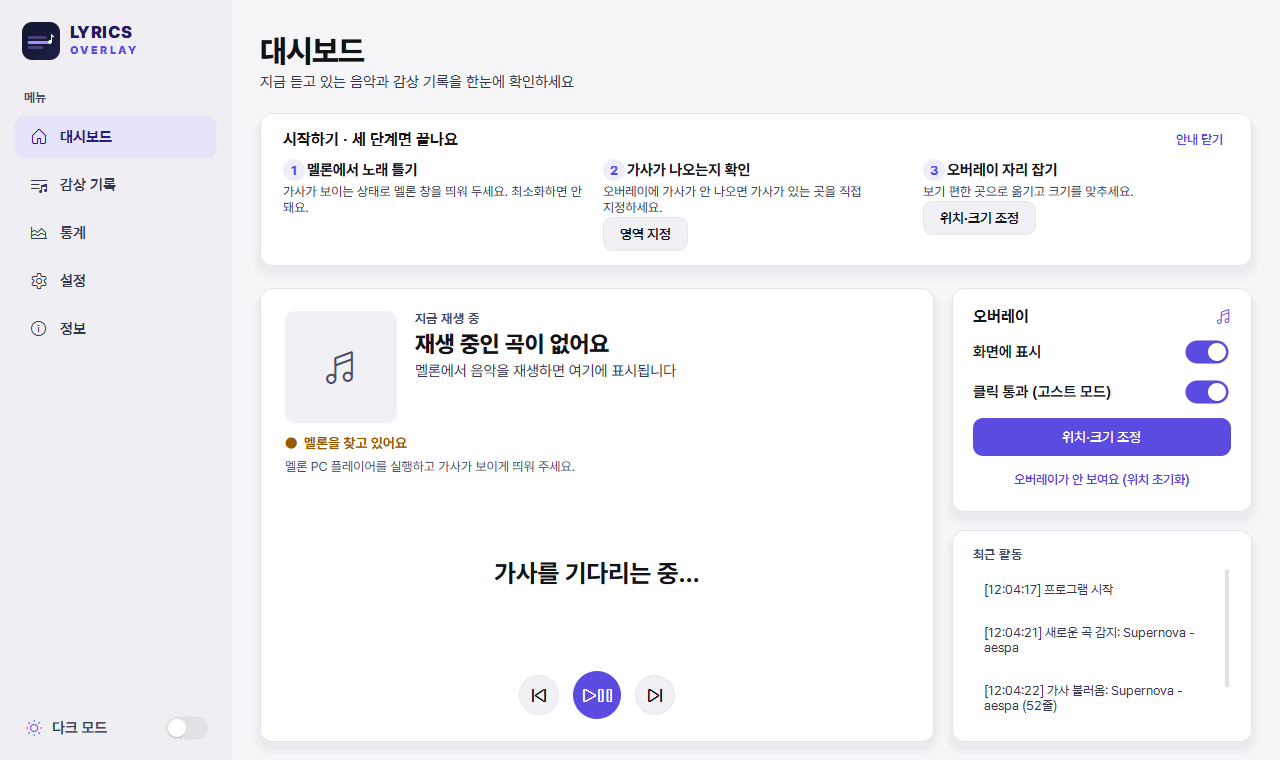 LYRICS
OVERLAY
메뉴
대시보드
감상 기록
통계
설정
정보
다크 모드
대시보드
지금 듣고 있는 음악과 감상 기록을 한눈에 확인하세요
시작하기 · 세 단계면 끝나요
안내 닫기
1 멜론에서 노래 틀기
가사가 보이는 상태로 멜론 창을 띄워 두세요. 최소화하면 안
돼요.
2 가사가 나오는지 확인
오버레이에 가사가 안 나오면 가사가 있는 곳을 직접
지정하세요.
영역 지정
3 오버레이 자리 잡기
보기 편한 곳으로 옮기고 크기를 맞추세요.
위치·크기 조정
지금 재생 중
재생 중인 곡이 없어요
멜론에서 음악을 재생하면 여기에 표시됩니다
멜론을 찾고 있어요
멜론 PC 플레이어를 실행하고 가사가 보이게 띄워 주세요.
가사를 기다리는 중...
오버레이
화면에 표시
클릭 통과 (고스트 모드)
위치·크기 조정
오버레이가 안 보여요 (위치 초기화)
최근 활동
[12:04:17] 프로그램 시작
[12:04:21] 새로운 곡 감지: Supernova -
aespa
[12:04:22] 가사 불러옴: Supernova -
aespa (52줄)